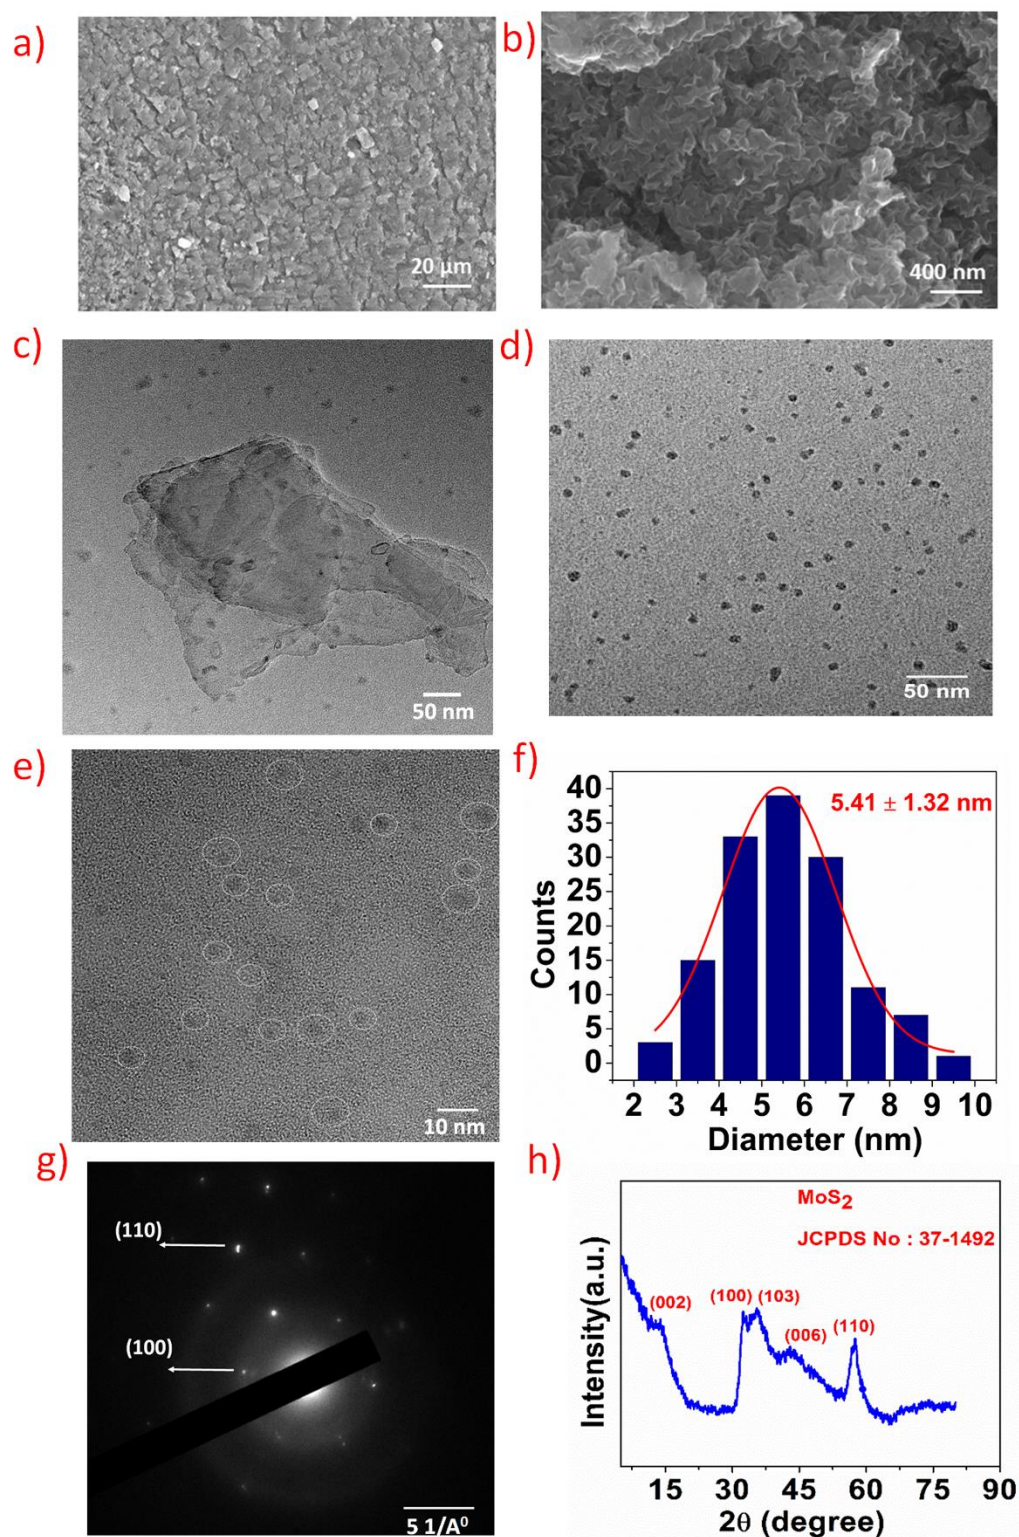 a)
20 μm
b)
400 nm
c)
50 nm
d)
50 nm
e)
10 nm
f)
40
35
30
25
20
15
10
5
0
Counts
5.41 ± 1.32 nm
2 3 4 5 6 7 8 9 10
Diameter (nm)
g)
(110)
(100)
5 1/A⁰
h)
MoS₂
JCPDS No : 37-1492
(002)
(100)
(103)
(006)
(110)
Intensity(a.u.)
15 30 45 60 75 90
2θ (degree)